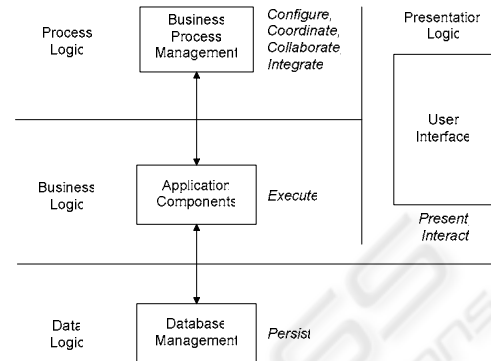 Process
Logic
Business
Process
Management
Configure,
Coordinate,
Collaborate,
Integrate
Presentation
Logic
User
Interface
Present
Interact
Business
Logic
Application
Components
Execute
Data
Logic
Database
Management
Persist